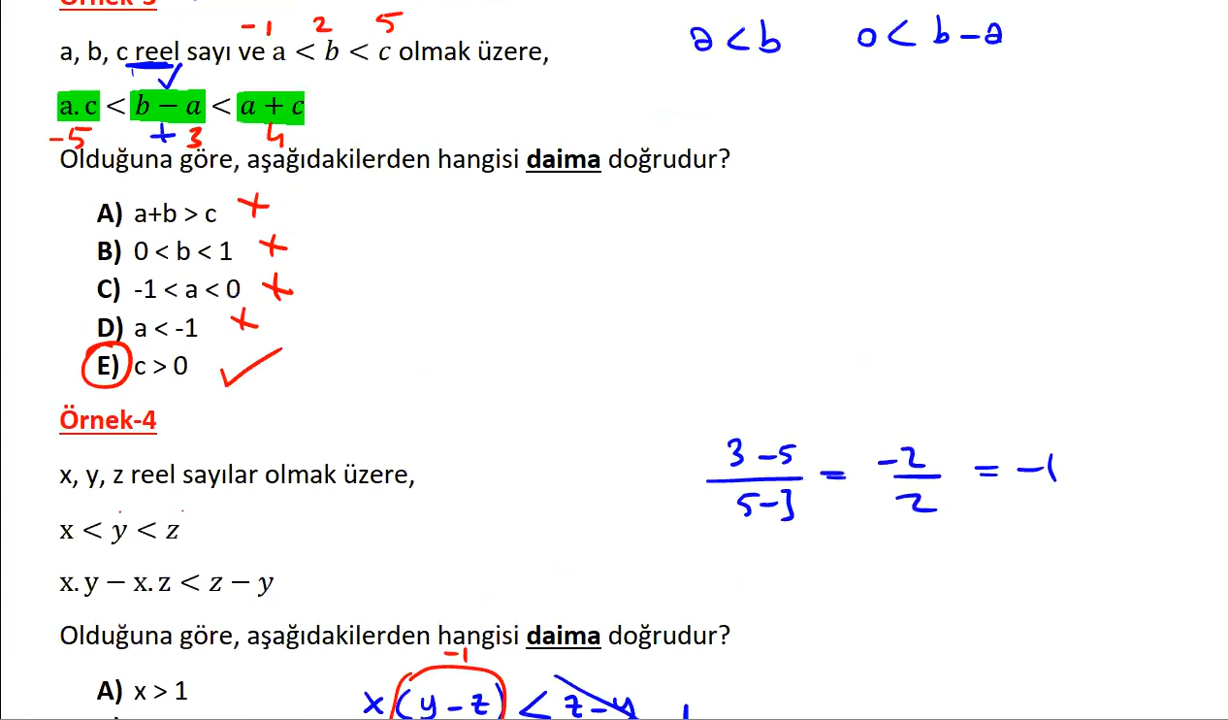 Örnek-3
-1 2 5
a, b, c reel sayı ve a < b < c olmak üzere,
a < b 0 < b - a
a. c < b − a < a + c
-5 + 3 4
Olduğuna göre, aşağıdakilerden hangisi daima doğrudur?
A) a+b > c
B) 0 < b < 1
C) -1 < a < 0
D) a < -1
E) c > 0
Örnek-4
x, y, z reel sayılar olmak üzere,
3 - 5 / 5 - 3 = -2 / 2 = -1
x < y < z
x. y − x. z < z − y
Olduğuna göre, aşağıdakilerden hangisi daima doğrudur?
-1
A) x > 1
x (y - z) < z - y